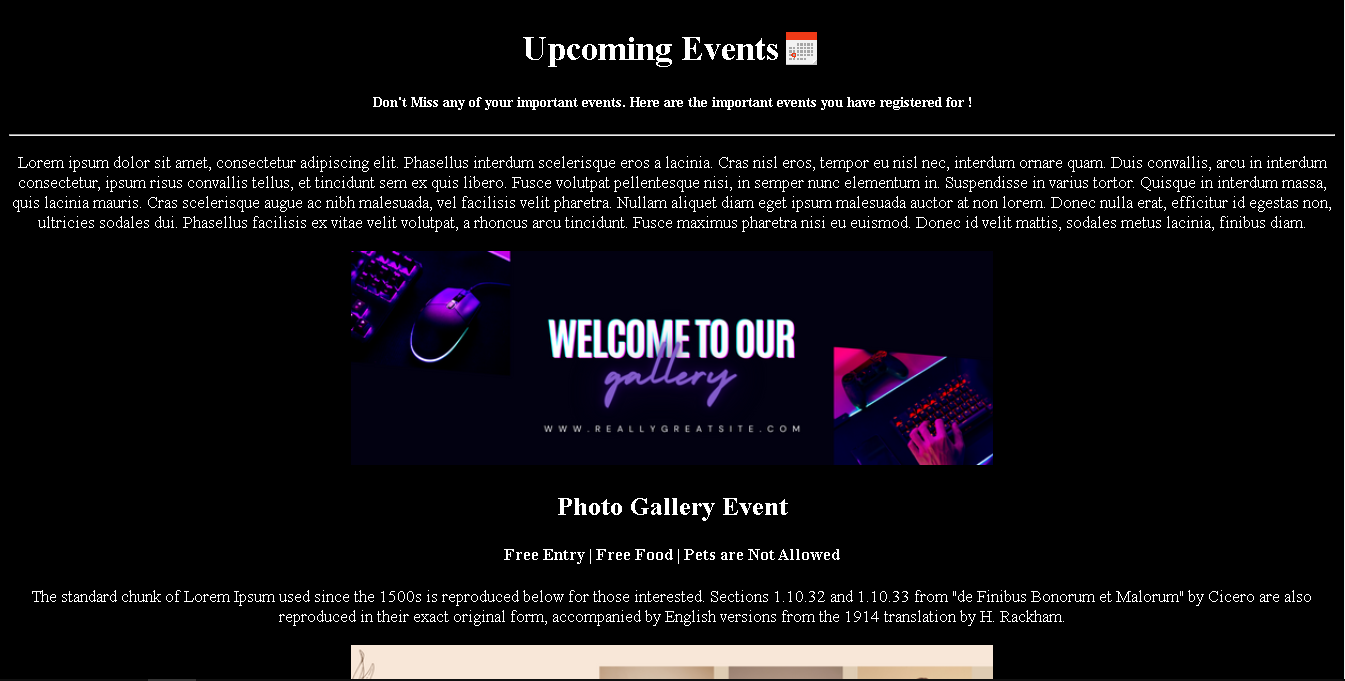 Upcoming Events
Don't Miss any of your important events. Here are the important events you have registered for !
Lorem ipsum dolor sit amet, consectetur adipiscing elit. Phasellus interdum scelerisque eros a lacinia. Cras nisl eros, tempor eu nisl nec, interdum ornare quam. Duis convallis, arcu in interdum
consectetur, ipsum risus convallis tellus, et tincidunt sem ex quis libero. Fusce volutpat pellentesque nisi, in semper nunc elementum in. Suspendisse in varius tortor. Quisque in interdum massa,
quis lacinia mauris. Cras scelerisque augue ac nibh malesuada, vel facilisis velit pharetra. Nullam aliquet diam eget ipsum malesuada auctor at non lorem. Donec nulla erat, efficitur id egestas non,
ultricies sodales dui. Phasellus facilisis ex vitae velit volutpat, a rhoncus arcu tincidunt. Fusce maximus pharetra nisi eu euismod. Donec id velit mattis, sodales metus lacinia, finibus diam.
WELCOME TO OUR
gallery
WWW.REALLYGREATSITE.COM
Photo Gallery Event
Free Entry | Free Food | Pets are Not Allowed
The standard chunk of Lorem Ipsum used since the 1500s is reproduced below for those interested. Sections 1.10.32 and 1.10.33 from "de Finibus Bonorum et Malorum" by Cicero are also
reproduced in their exact original form, accompanied by English versions from the 1914 translation by H. Rackham.